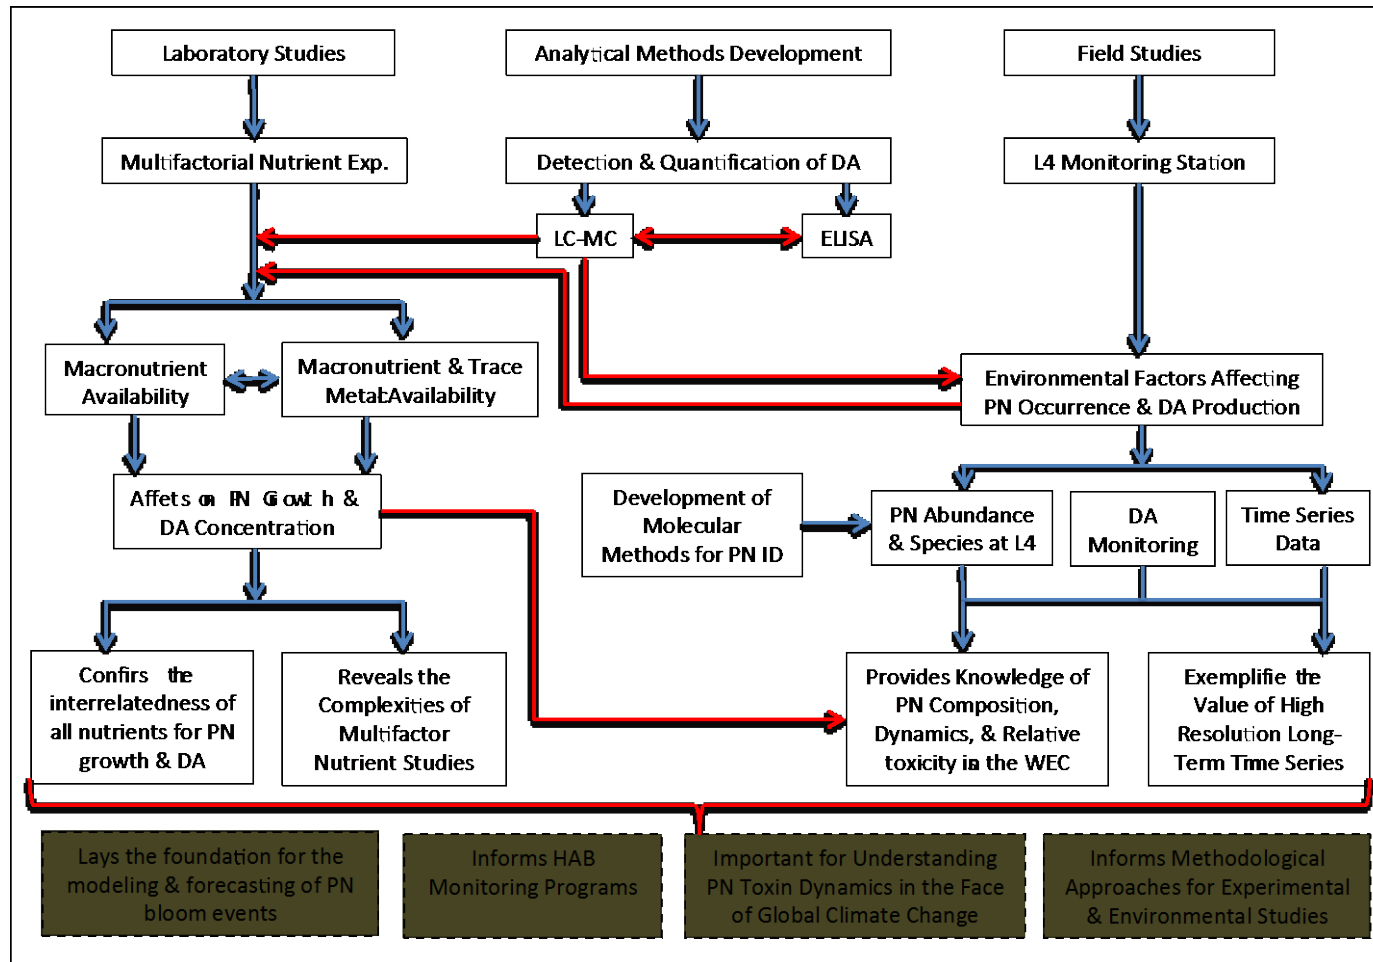 Laboratory Studies
Analytical Methods Development
Field Studies
Multifactorial Nutrient Exp.
Detection & Quantification of DA
L4 Monitoring Station
LC-MC
ELISA
Macronutrient
Availability
Macronutrient & Trace
Metal Availability
Environmental Factors Affecting
PN Occurrence & DA Production
Affets on PN Growth &
DA Concentration
Development of
Molecular
Methods for PN ID
PN Abundance
& Species at L4
DA
Monitoring
Time Series
Data
Confirs the
interrelatedness of
all nutrients for PN
growth & DA
Reveals the
Complexities of
Multifactor
Nutrient Studies
Provides Knowledge of
PN Composition,
Dynamics, & Relative
toxicity in the WEC
Exemplifie the
Value of High
Resolution Long-
Term Time Series
Lays the foundation for the
modeling & forecasting of PN
bloom events
Informs HAB
Monitoring Programs
Important for Understanding
PN Toxin Dynamics in the Face
of Global Climate Change
Informs Methodological
Approaches for Experimental
& Environmental Studies